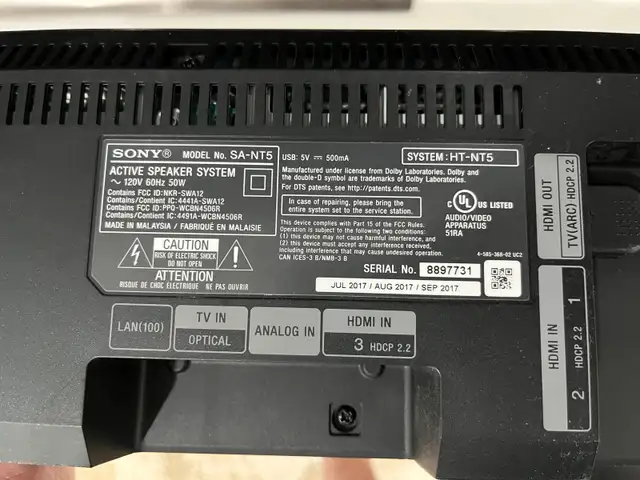 SONY® MODEL No. SA-NT5
ACTIVE SPEAKER SYSTEM
~ 120V 60Hz 50W
Contains FCC ID:NKR-SWA12
Contains/Contient IC:4441A-SWA12
Contains FCC ID:PPQ-WCBN4506R
Contains/Contient IC:4491A-WCBN4506R
MADE IN MALAYSIA / FABRIQUÉ EN MALAISIE
CAUTION
RISK OF ELECTRIC SHOCK
DO NOT OPEN
ATTENTION
RISQUE DE CHOC ÉLECTRIQUE NE PAS OUVRIR
USB: 5V ⎓ 500mA
SYSTEM: HT-NT5
Manufactured under license from Dolby Laboratories. Dolby and
the double-D symbol are trademarks of Dolby Laboratories.
For DTS patents, see http://patents.dts.com.
In case of repairing, please bring the
entire system set to the service station.
This device complies with Part 15 of the FCC Rules.
Operation is subject to the following two conditions:
(1) this device may not cause harmful interference, and
(2) this device must accept any interference received,
including interference that may cause undesired operation.
CAN ICES-3 B/NMB-3 B
c UL US LISTED
AUDIO/VIDEO
APPARATUS
51RA
4-585-368-02 UC2
SERIAL No. 8897731
JUL 2017 / AUG 2017 / SEP 2017
LAN(100)
TV IN
OPTICAL
ANALOG IN
HDMI IN
3 HDCP 2.2
HDMI OUT
TV(ARC) HDCP 2.2
HDMI IN
1
HDCP 2.2
2